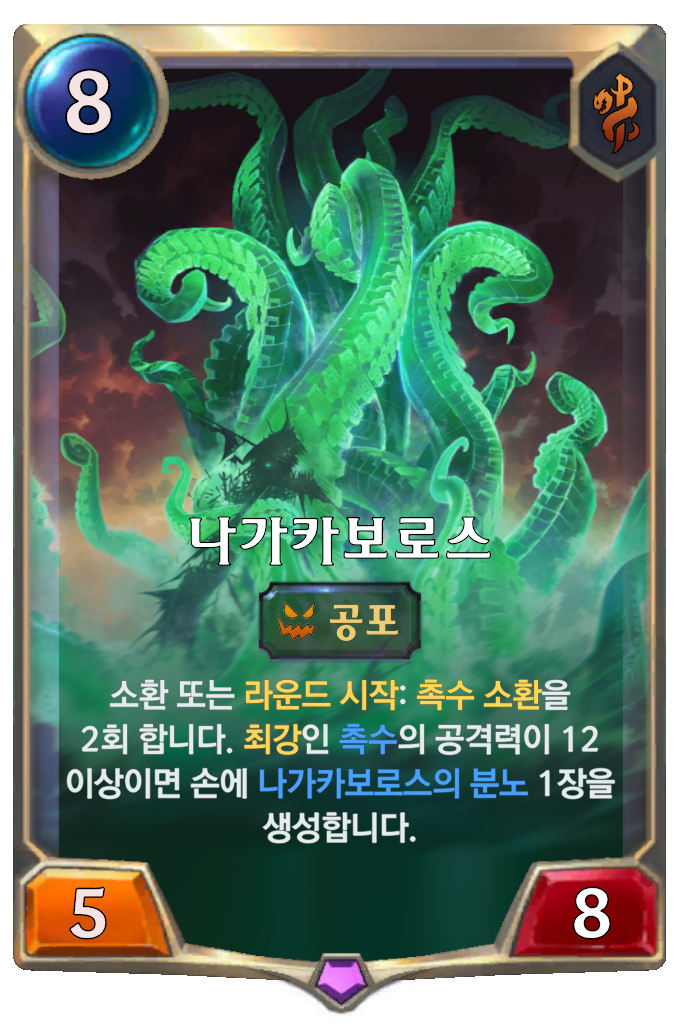 8
나가카보로스
공포
소환 또는 라운드 시작: 촉수 소환을
2회 합니다. 최강인 촉수의 공격력이 12
이상이면 손에 나가카보로스의 분노 1장을
생성합니다.
5
8